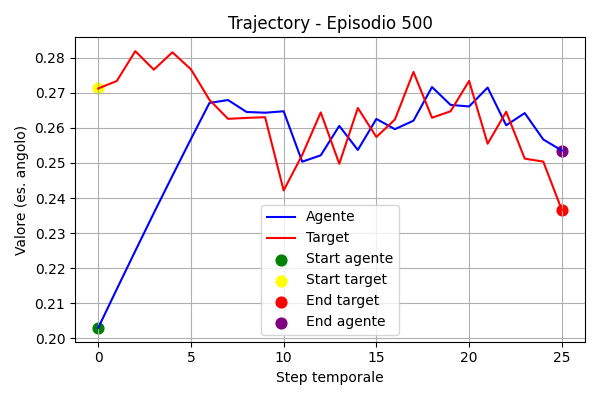 Trajectory - Episodio 500
Valore (es. angolo)
0.28
0.27
0.26
0.25
0.24
0.23
0.22
0.21
0.20
Agente
Target
Start agente
Start target
End target
End agente
0 5 10 15 20 25
Step temporale